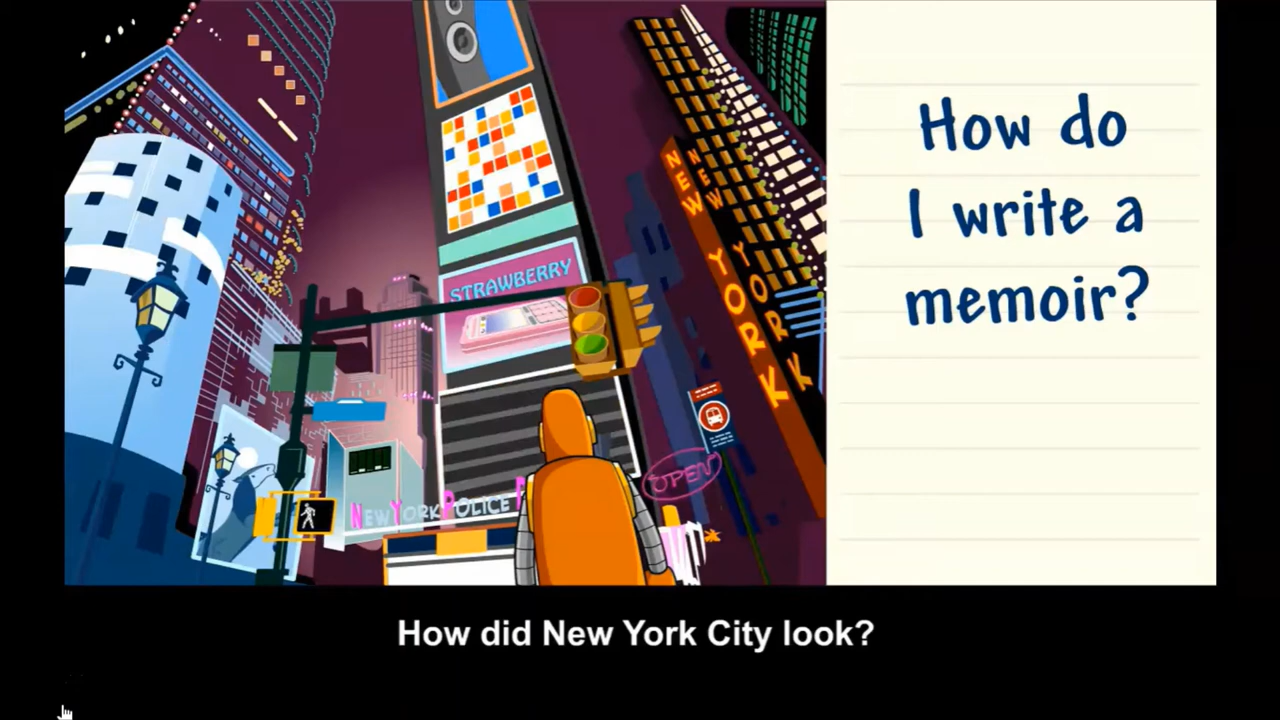 STRAWBERRY
NEW YORK
NEW YORK
OPEN
NEW YORK POLICE
How do
I write a
memoir?
How did New York City look?